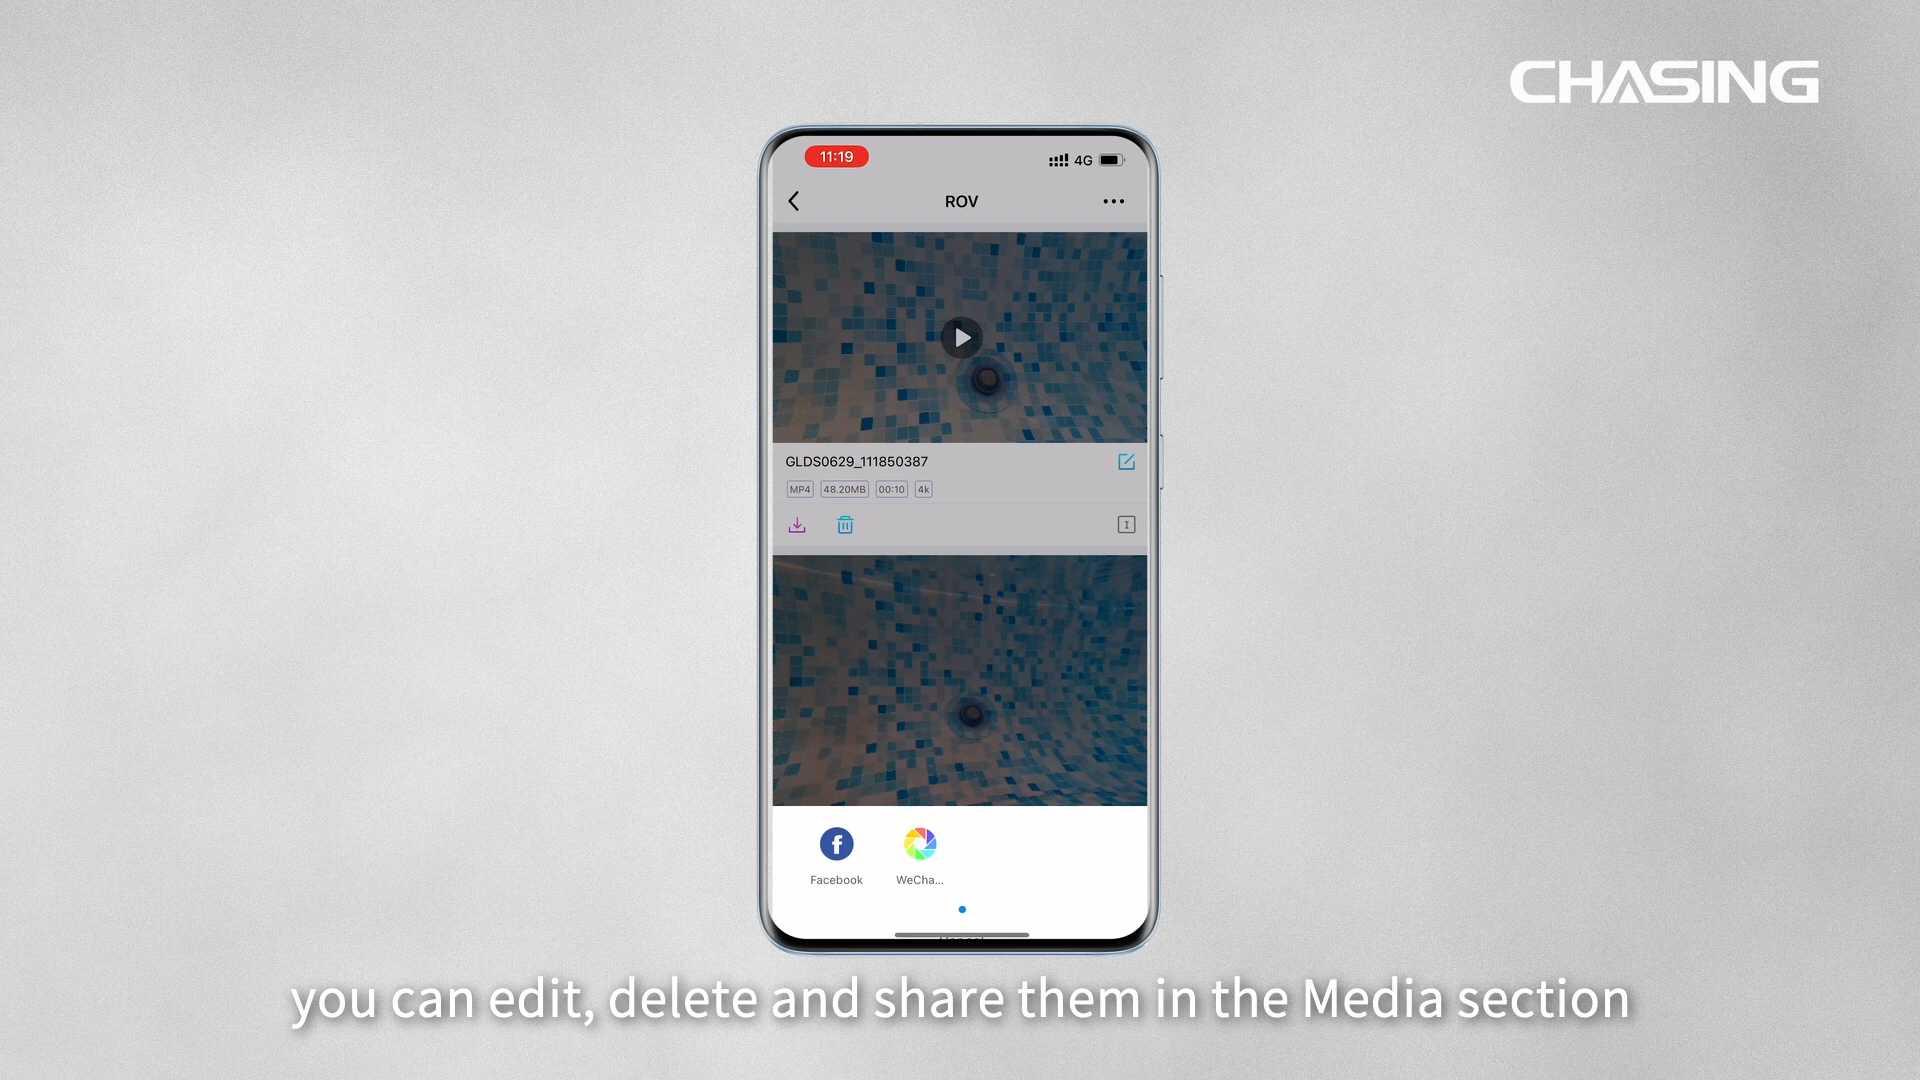 CHASING
11:19
4G
ROV
GLDS0629_111850387
MP4 48.20MB 00:10 4k
Facebook WeCha...
you can edit, delete and share them in the Media section